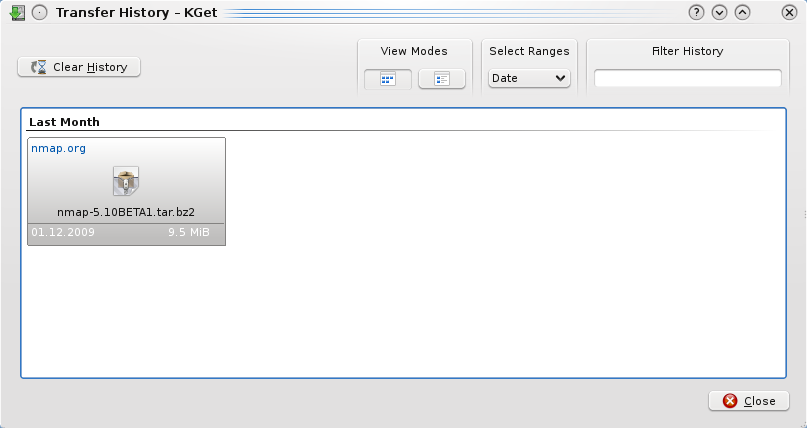 Transfer History – KGet
?
Clear History
View Modes
Select Ranges
Date
Filter History
Last Month
nmap.org
nmap-5.10BETA1.tar.bz2
01.12.2009 9.5 MiB
Close